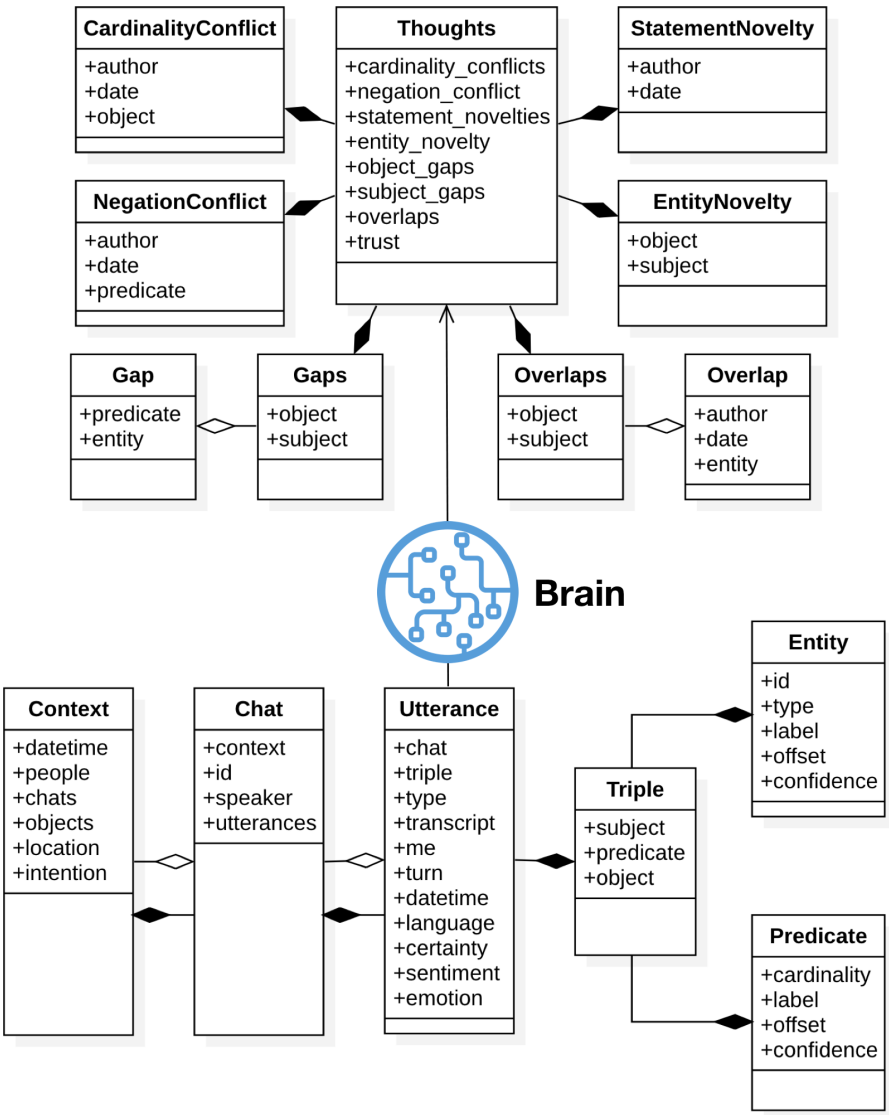 CardinalityConflict
+author
+date
+object
Thoughts
+cardinality_conflicts
+negation_conflict
+statement_novelties
+entity_novelty
+object_gaps
+subject_gaps
+overlaps
+trust
StatementNovelty
+author
+date
NegationConflict
+author
+date
+predicate
EntityNovelty
+object
+subject
Gap
+predicate
+entity
Gaps
+object
+subject
Overlaps
+object
+subject
Overlap
+author
+date
+entity
Brain
Context
+datetime
+people
+chats
+objects
+location
+intention
Chat
+context
+id
+speaker
+utterances
Utterance
+chat
+triple
+type
+transcript
+me
+turn
+datetime
+language
+certainty
+sentiment
+emotion
Triple
+subject
+predicate
+object
Entity
+id
+type
+label
+offset
+confidence
Predicate
+cardinality
+label
+offset
+confidence